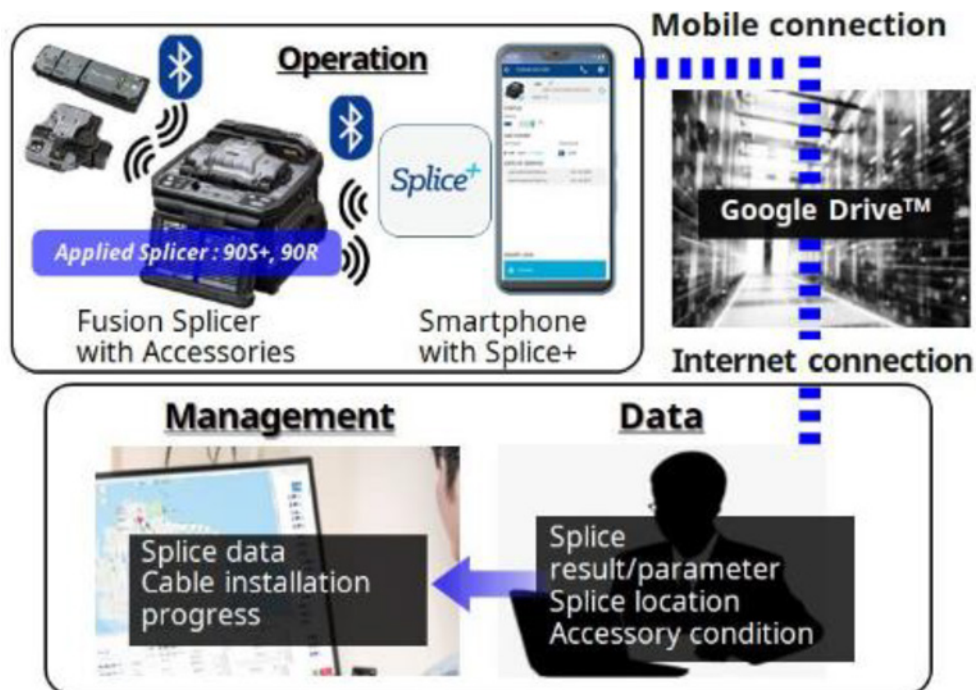 Mobile connection
Operation
Splice+
Google Drive™
Applied Splicer : 90S+, 90R
Fusion Splicer
with Accessories
Smartphone
with Splice+
Internet connection
Management
Data
Splice data
Cable installation
progress
Splice
result/parameter
Splice location
Accessory condition